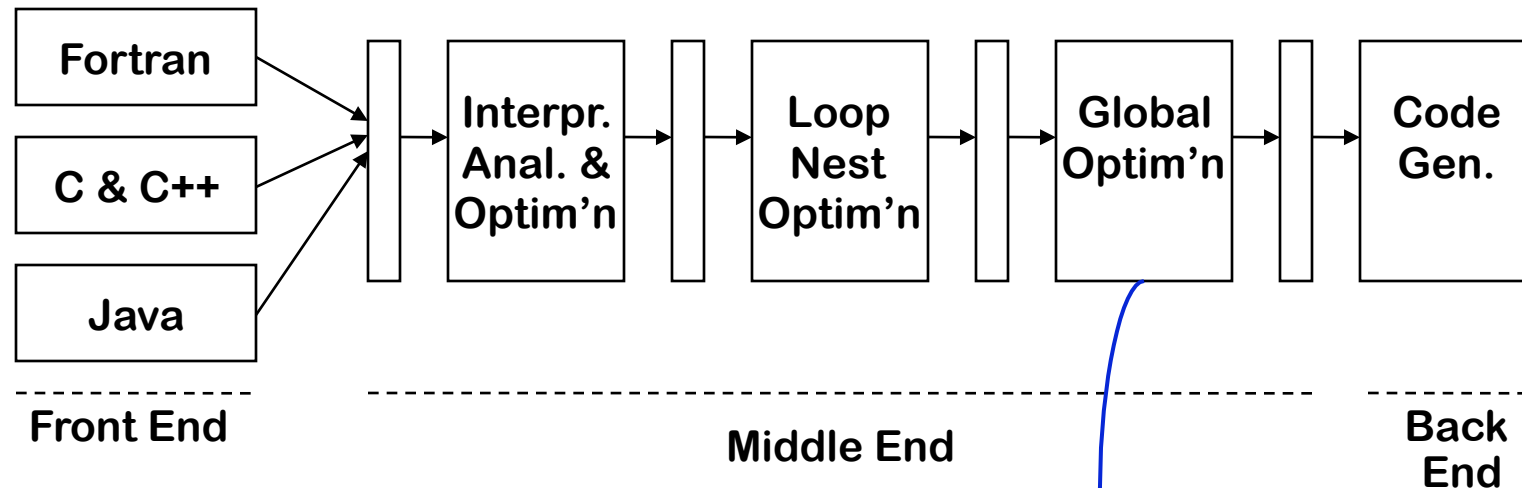 Fortran
C & C++
Java
Interpr.
Anal. &
Optim’n
Loop
Nest
Optim’n
Global
Optim’n
Code
Gen.
Front End
Middle End
Back
End